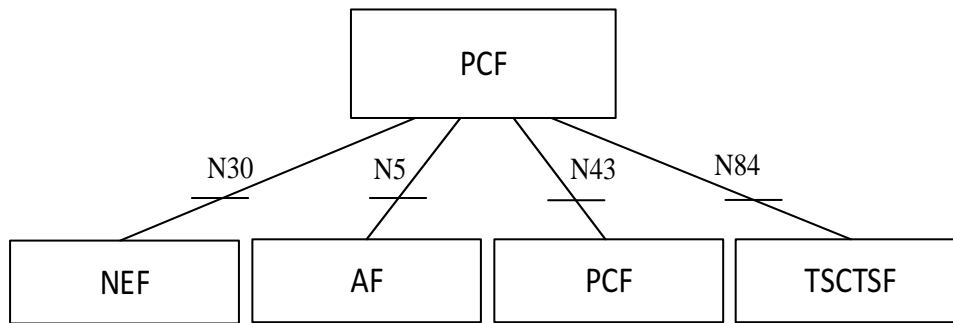 PCF
N30
N5
N43
N84
NEF
AF
PCF
TSCTSF